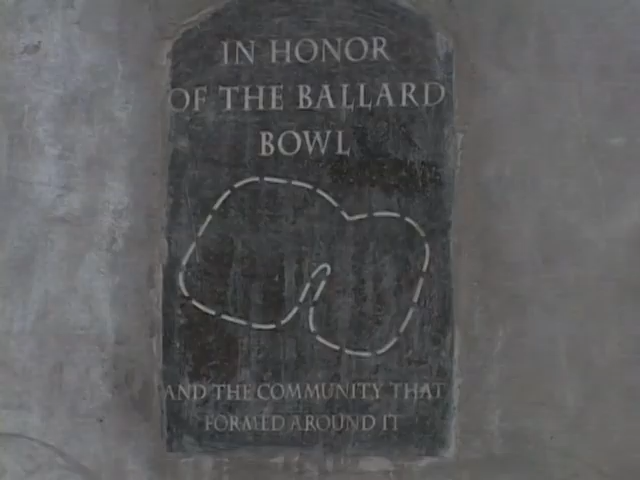 IN HONOR
OF THE BALLARD
BOWL
AND THE COMMUNITY THAT
FORMED AROUND IT